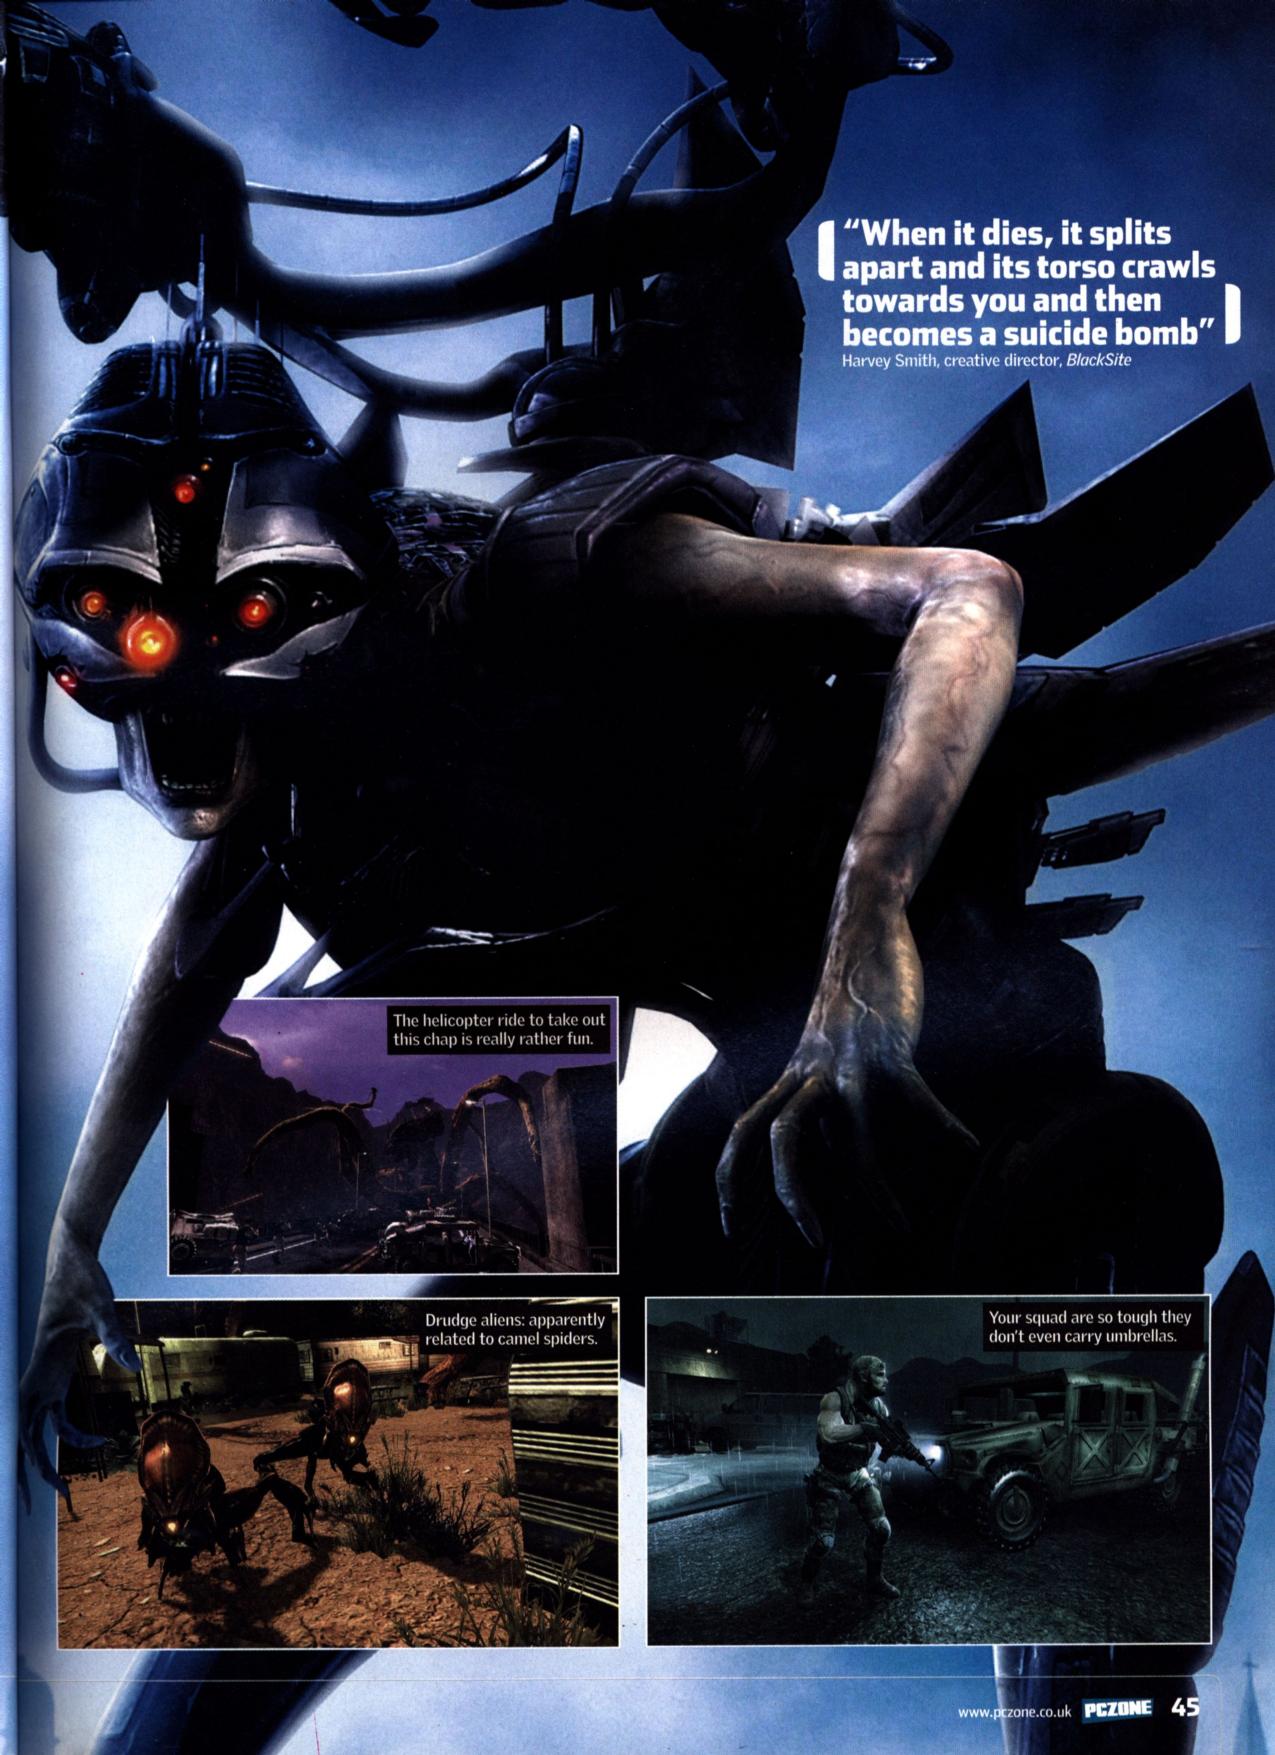 “When it dies, it splits
apart and its torso crawls
towards you and then
becomes a suicide bomb”
Harvey Smith, creative director, BlackSite
The helicopter ride to take out
this chap is really rather fun.
Drudge aliens: apparently
related to camel spiders.
Your squad are so tough they
don't even carry umbrellas.
www.pczone.co.uk PCZONE 45